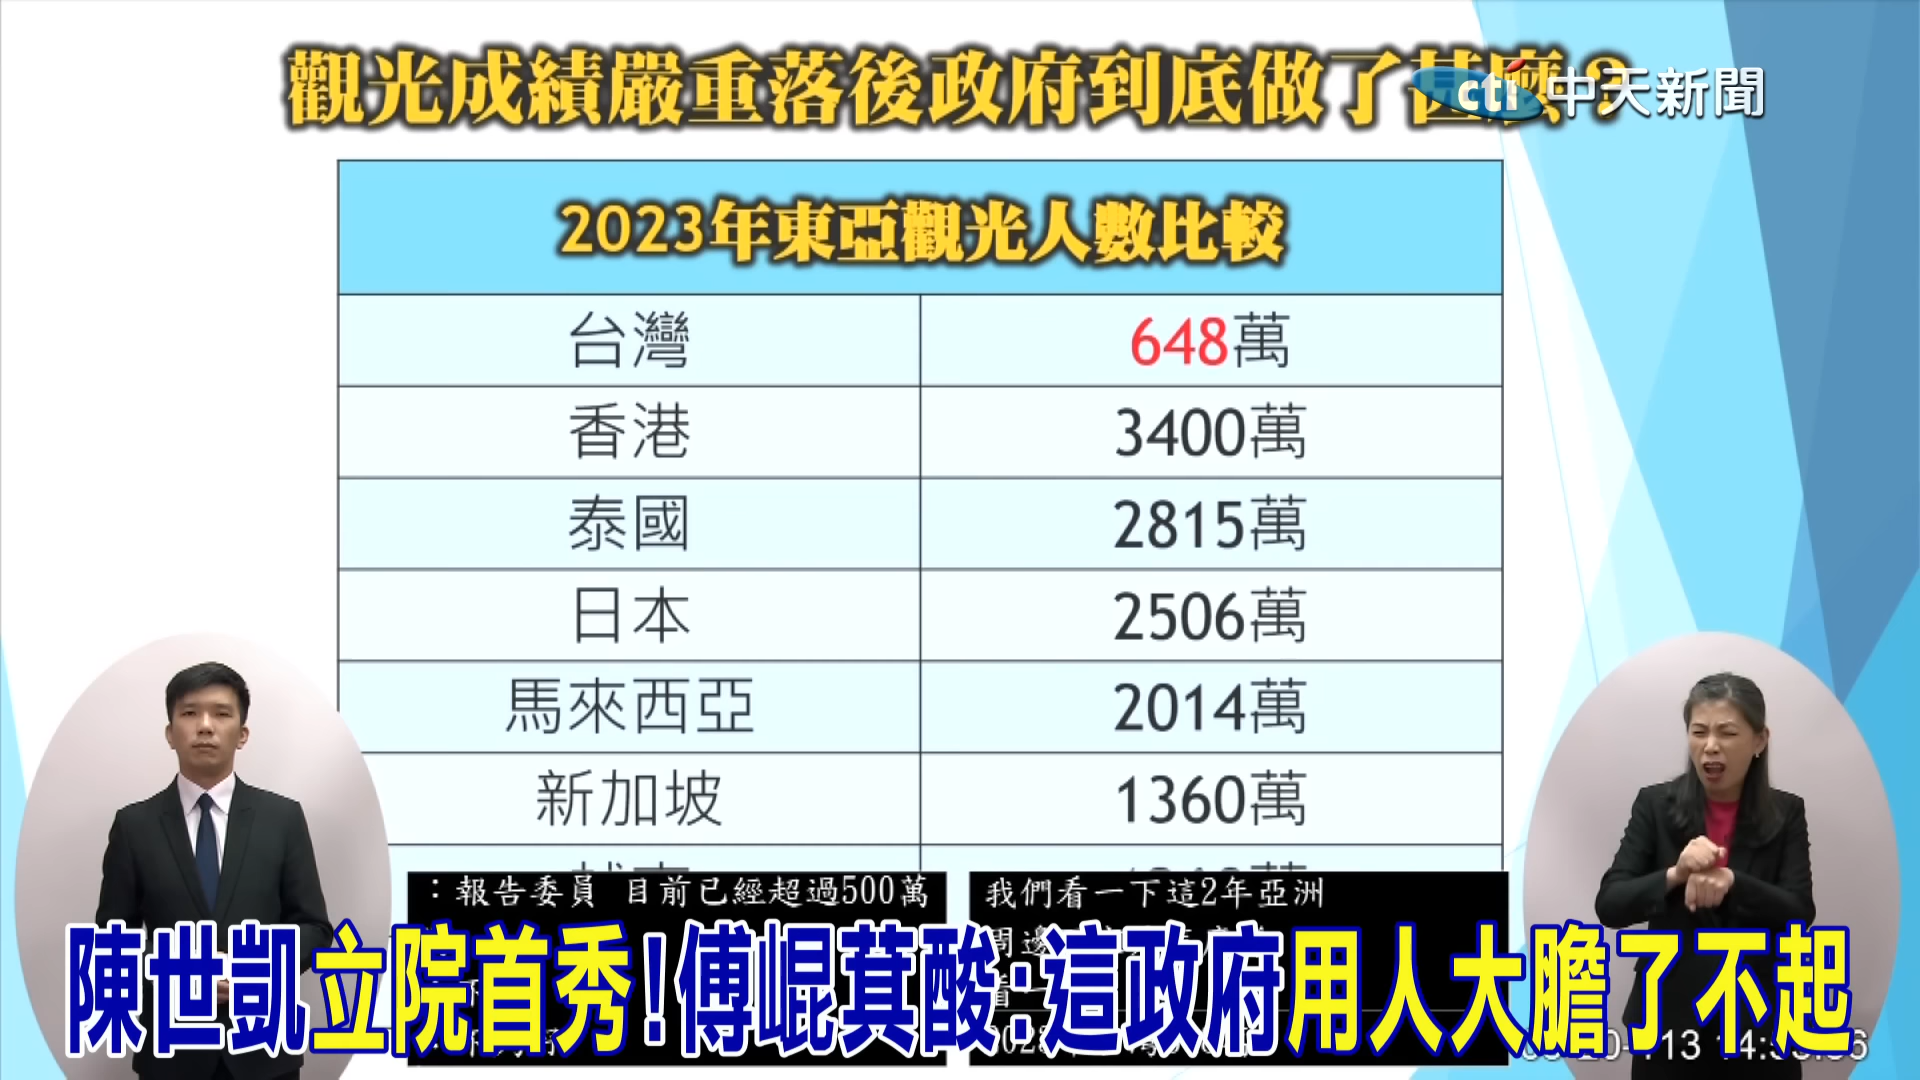 觀光成績嚴重落後政府到底做了甚麼？
cti 中天新聞
2023年東亞觀光人數比較
台灣 648萬
香港 3400萬
泰國 2815萬
日本 2506萬
馬來西亞 2014萬
新加坡 1360萬
：報告委員 目前已經超過500萬
我們看一下這2年亞洲
陳世凱立院首秀！傅崐萁酸：這政府用人大膽了不起